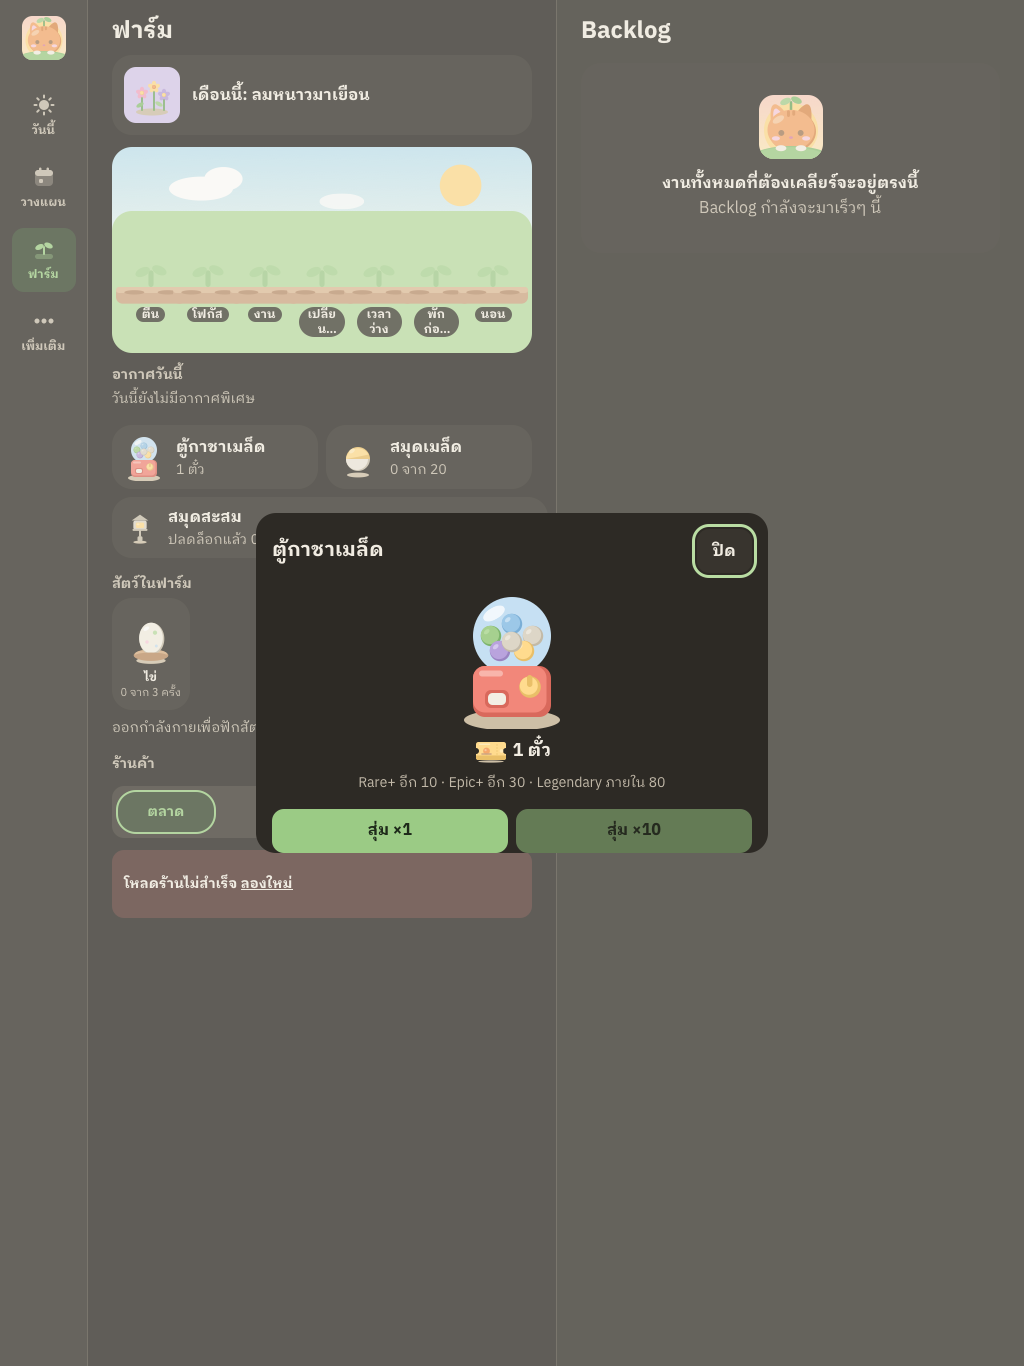 ฟาร์ม
Backlog
เดือนนี้: ลมหนาวมาเยือน
วันนี้
วางแผน
ฟาร์ม
เพิ่มเติม
งานทั้งหมดที่ต้องเคลียร์จะอยู่ตรงนี้
Backlog กำลังจะมาเร็วๆ นี้
ตื่น
โฟกัส
งาน
เปลี่ย
น...
เวลา
ว่าง
พัก
ก่อ...
นอน
อากาศวันนี้
วันนี้ยังไม่มีอากาศพิเศษ
ตู้กาชาเมล็ด
1 ตั๋ว
สมุดเมล็ด
0 จาก 20
สมุดสะสม
ปลดล็อกแล้ว 0
สัตว์ในฟาร์ม
ไข่
0 จาก 3 ครั้ง
ออกกำลังกายเพื่อฟักสัต
ร้านค้า
ตลาด
โหลดร้านไม่สำเร็จ ลองใหม่
ตู้กาชาเมล็ด
ปิด
1 ตั๋ว
Rare+ อีก 10 · Epic+ อีก 30 · Legendary ภายใน 80
สุ่ม ×1
สุ่ม ×10